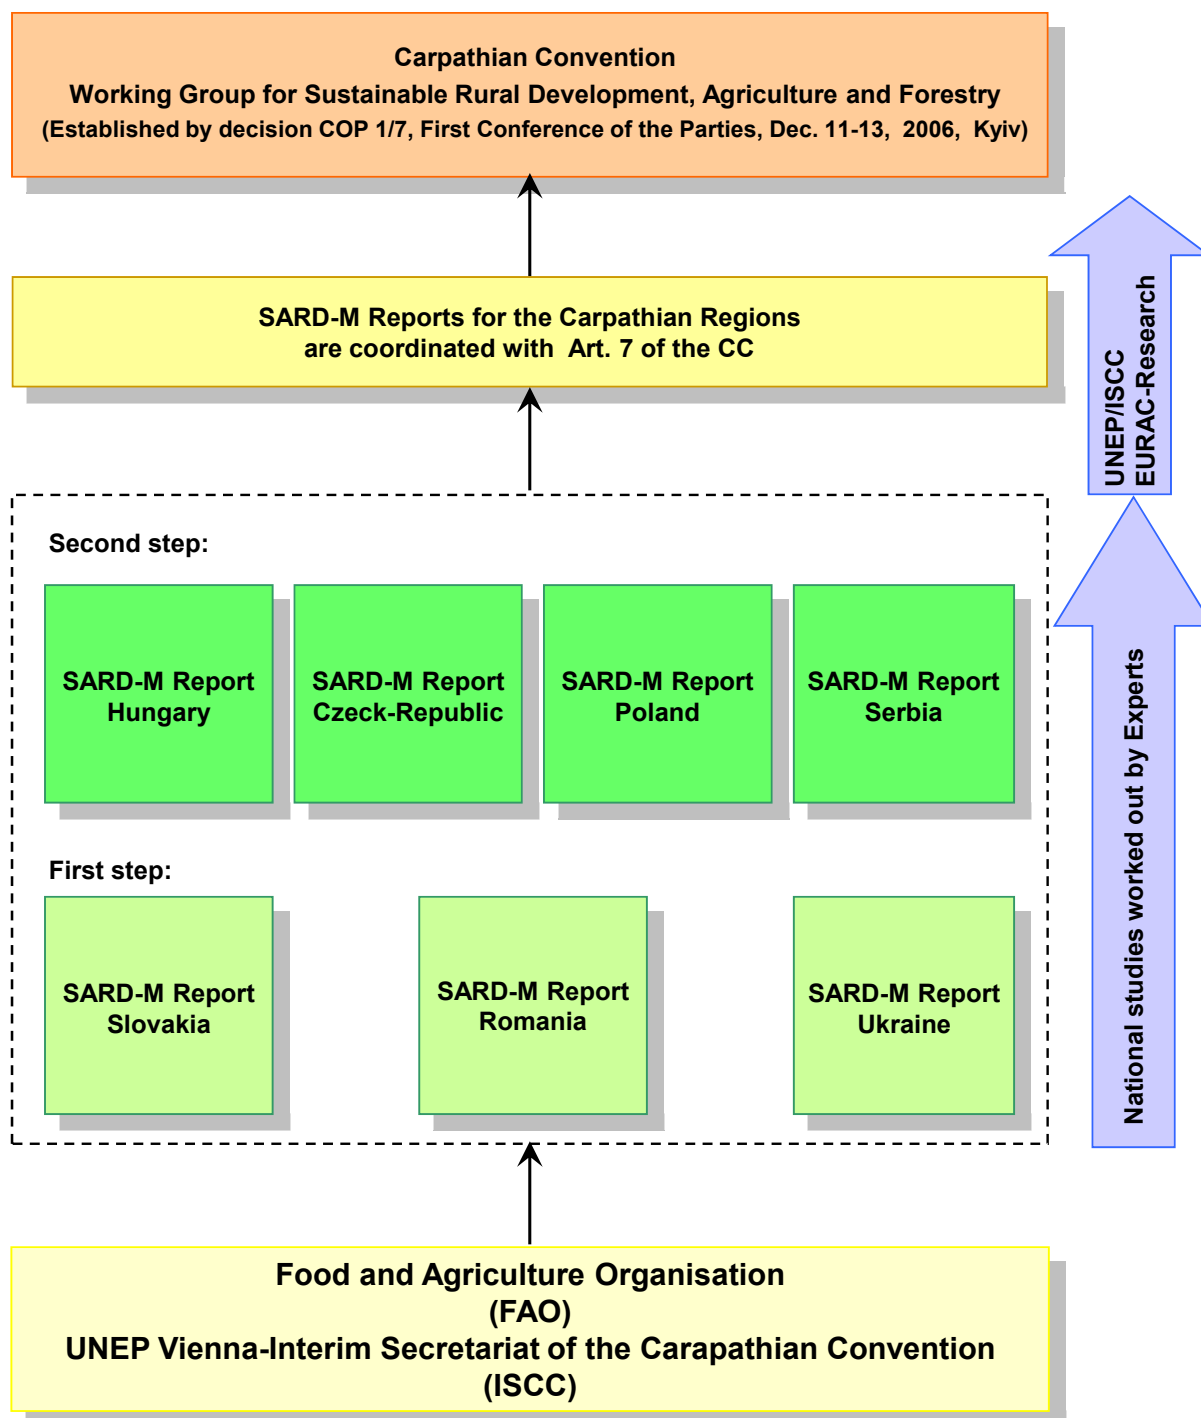 Carpathian Convention
Working Group for Sustainable Rural Development, Agriculture and Forestry
(Established by decision COP 1/7, First Conference of the Parties, Dec. 11-13, 2006, Kyiv)
SARD-M Reports for the Carpathian Regions
are coordinated with Art. 7 of the CC
UNEP/ISCC
EURAC-Research
Second step:
SARD-M Report
Hungary
SARD-M Report
Czeck-Republic
SARD-M Report
Poland
SARD-M Report
Serbia
National studies worked out by Experts
First step:
SARD-M Report
Slovakia
SARD-M Report
Romania
SARD-M Report
Ukraine
Food and Agriculture Organisation
(FAO)
UNEP Vienna-Interim Secretariat of the Carapathian Convention
(ISCC)